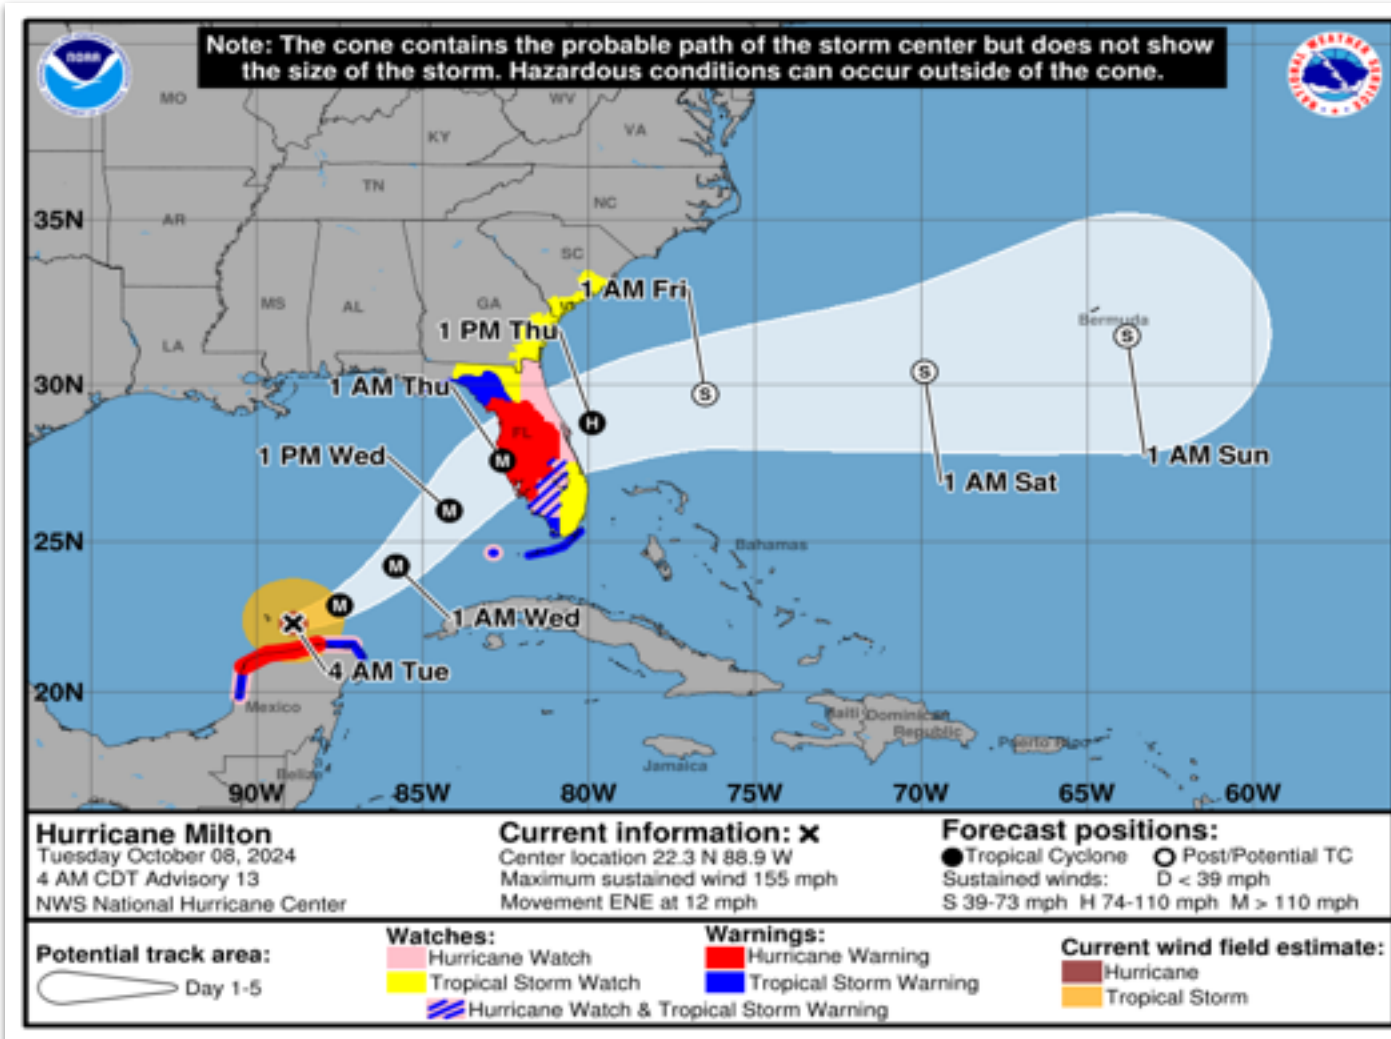 Note: The cone contains the probable path of the storm center but does not show
the size of the storm. Hazardous conditions can occur outside of the cone.
NOAA
NATIONAL WEATHER SERVICE
MO
WV
KY
VA
TN
NC
35N
AR
SC
1 AM Fri
MS
AL
GA
Bermuda
1 PM Thu
S
LA
S
30N
1 AM Thu
S
H
FL
1 PM Wed
M
1 AM Sun
1 AM Sat
M
25N
Bahamas
M
M
1 AM Wed
4 AM Tue
20N
Mexico
Haiti
Dominican
Republic
Puerto Rico
Jamaica
Belize
90W
85W
80W
75W
70W
65W
60W
Hurricane Milton
Tuesday October 08, 2024
4 AM CDT Advisory 13
NWS National Hurricane Center
Current information: x
Center location 22.3 N 88.9 W
Maximum sustained wind 155 mph
Movement ENE at 12 mph
Forecast positions:
Tropical Cyclone Post/Potential TC
Sustained winds: D < 39 mph
S 39-73 mph H 74-110 mph M > 110 mph
Potential track area:
Day 1-5
Watches:
Hurricane Watch
Tropical Storm Watch
Warnings:
Hurricane Warning
Tropical Storm Warning
Hurricane Watch & Tropical Storm Warning
Current wind field estimate:
Hurricane
Tropical Storm